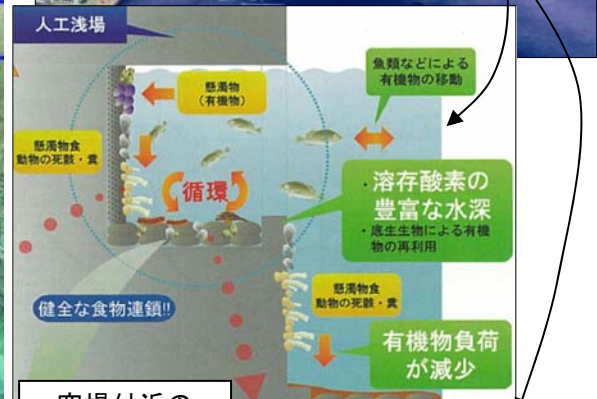 人工浅場
魚類などによる
有機物の移動
懸濁物
(有機物)
懸濁物食
動物の死骸・糞
循環
・溶存酸素の
豊富な水深
・底生生物による有機
物の再利用
健全な食物連鎖!!
懸濁物食
動物の死骸・糞
有機物負荷
が減少